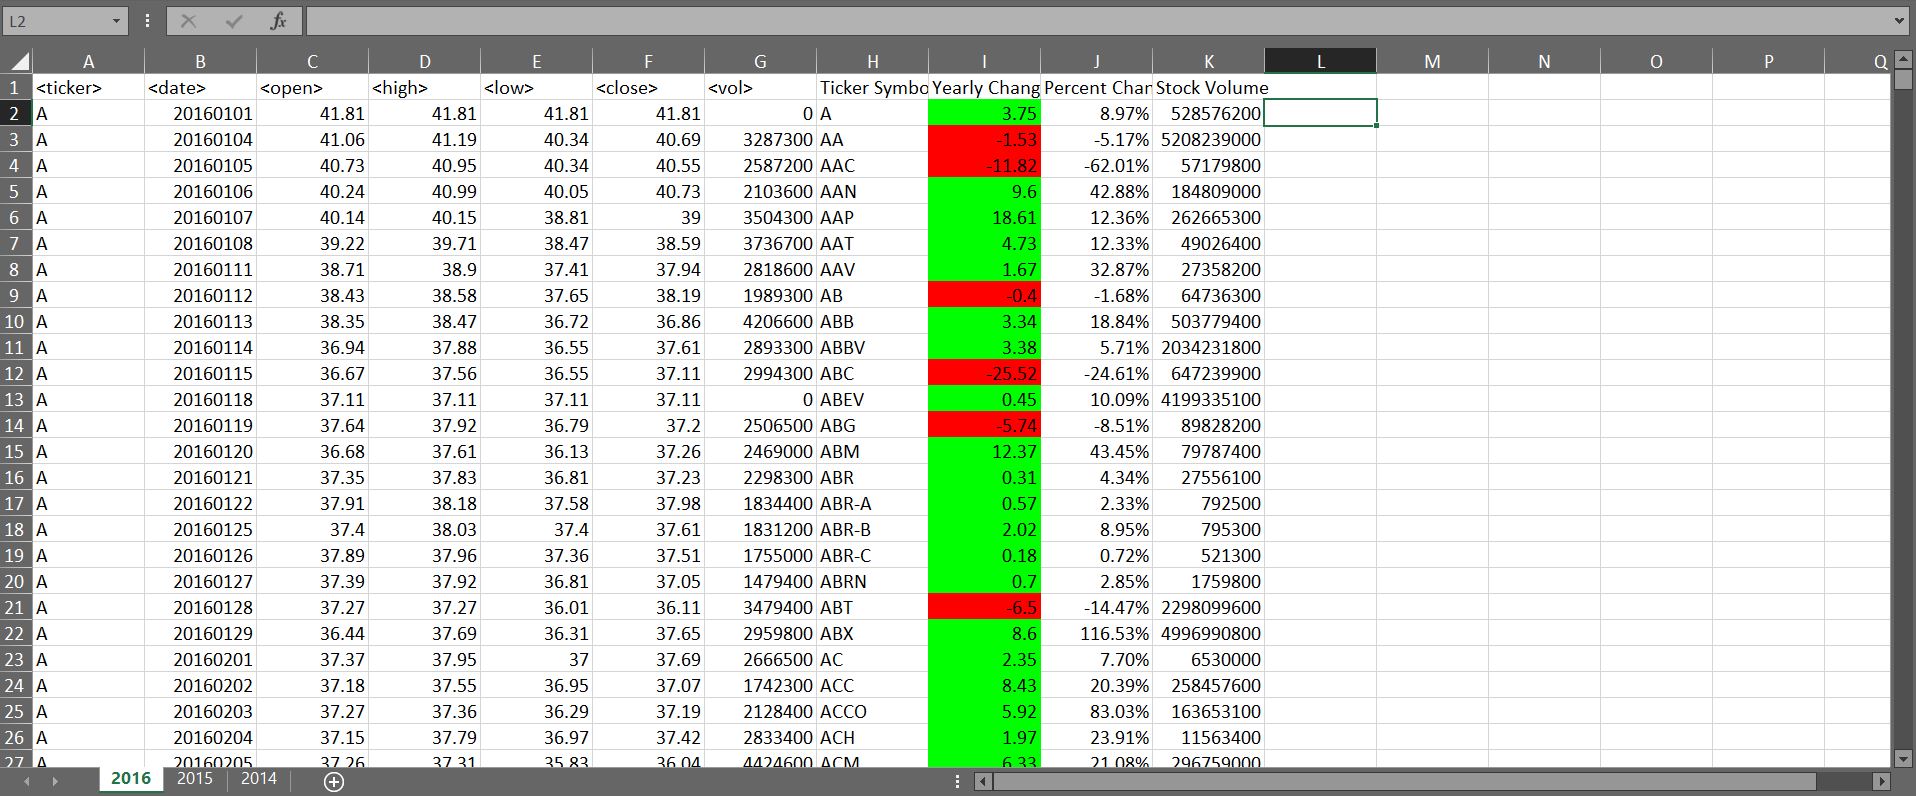 L2 fx
A B C D E F G H I J K L M N O P Q
1 <ticker> <date> <open> <high> <low> <close> <vol> Ticker Symbo Yearly Chang Percent Chan Stock Volume
2 A 20160101 41.81 41.81 41.81 41.81 0 A 3.75 8.97% 528576200
3 A 20160104 41.06 41.19 40.34 40.69 3287300 AA -1.53 -5.17% 5208239000
4 A 20160105 40.73 40.95 40.34 40.55 2587200 AAC -11.82 -62.01% 57179800
5 A 20160106 40.24 40.99 40.05 40.73 2103600 AAN 9.6 42.88% 184809000
6 A 20160107 40.14 40.15 38.81 39 3504300 AAP 18.61 12.36% 262665300
7 A 20160108 39.22 39.71 38.47 38.59 3736700 AAT 4.73 12.33% 49026400
8 A 20160111 38.71 38.9 37.41 37.94 2818600 AAV 1.67 32.87% 27358200
9 A 20160112 38.43 38.58 37.65 38.19 1989300 AB -0.4 -1.68% 64736300
10 A 20160113 38.35 38.47 36.72 36.86 4206600 ABB 3.34 18.84% 503779400
11 A 20160114 36.94 37.88 36.55 37.61 2893300 ABBV 3.38 5.71% 2034231800
12 A 20160115 36.67 37.56 36.55 37.11 2994300 ABC -25.52 -24.61% 647239900
13 A 20160118 37.11 37.11 37.11 37.11 0 ABEV 0.45 10.09% 4199335100
14 A 20160119 37.64 37.92 36.79 37.2 2506500 ABG -5.74 -8.51% 89828200
15 A 20160120 36.68 37.61 36.13 37.26 2469000 ABM 12.37 43.45% 79787400
16 A 20160121 37.35 37.83 36.81 37.23 2298300 ABR 0.31 4.34% 27556100
17 A 20160122 37.91 38.18 37.58 37.98 1834400 ABR-A 0.57 2.33% 792500
18 A 20160125 37.4 38.03 37.4 37.61 1831200 ABR-B 2.02 8.95% 795300
19 A 20160126 37.89 37.96 37.36 37.51 1755000 ABR-C 0.18 0.72% 521300
20 A 20160127 37.39 37.92 36.81 37.05 1479400 ABRN 0.7 2.85% 1759800
21 A 20160128 37.27 37.27 36.01 36.11 3479400 ABT -6.5 -14.47% 2298099600
22 A 20160129 36.44 37.69 36.31 37.65 2959800 ABX 8.6 116.53% 4996990800
23 A 20160201 37.37 37.95 37 37.69 2666500 AC 2.35 7.70% 6530000
24 A 20160202 37.18 37.55 36.95 37.07 1742300 ACC 8.43 20.39% 258457600
25 A 20160203 37.27 37.36 36.29 37.19 2128400 ACCO 5.92 83.03% 163653100
26 A 20160204 37.15 37.79 36.97 37.42 2833400 ACH 1.97 23.91% 11563400
27 A 20160205 37.26 37.31 35.83 36.04 4424600 ACM 6.33 21.08% 296759000
2016 2015 2014